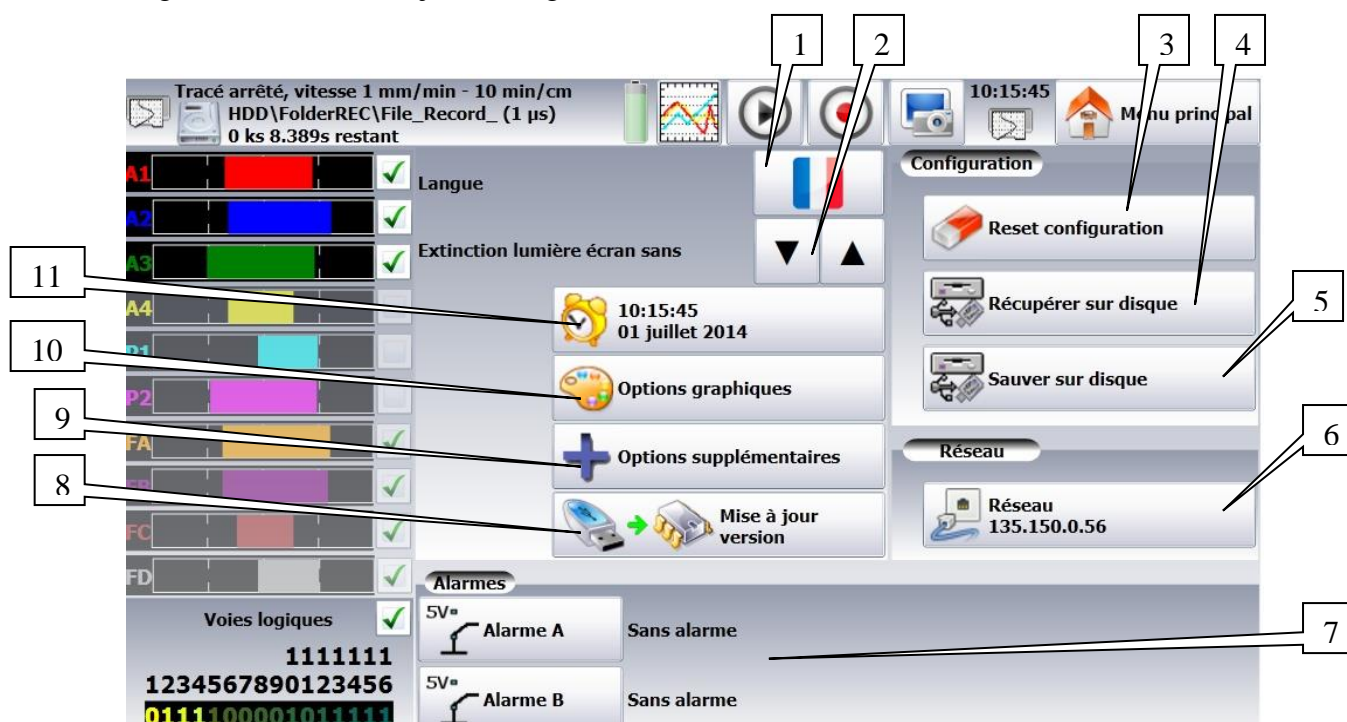 1
2
3
4
Tracé arrêté, vitesse 1 mm/min - 10 min/cm
HDD\FolderREC\File_Record_ (1 µs)
0 ks 8.389s restant
10:15:45
Menu principal
A1
A2
A3
A4
P1
P2
FA
FB
FC
FD
Voies logiques
1111111
1234567890123456
0111100001011111
Langue
Extinction lumière écran sans
▼ ▲
10:15:45
01 juillet 2014
Options graphiques
Options supplémentaires
Mise à jour
version
Configuration
Reset configuration
Récupérer sur disque
Sauver sur disque
Réseau
Réseau
135.150.0.56
Alarmes
5V
Alarme A
Sans alarme
5V
Alarme B
Sans alarme
5
6
7
8
9
10
11